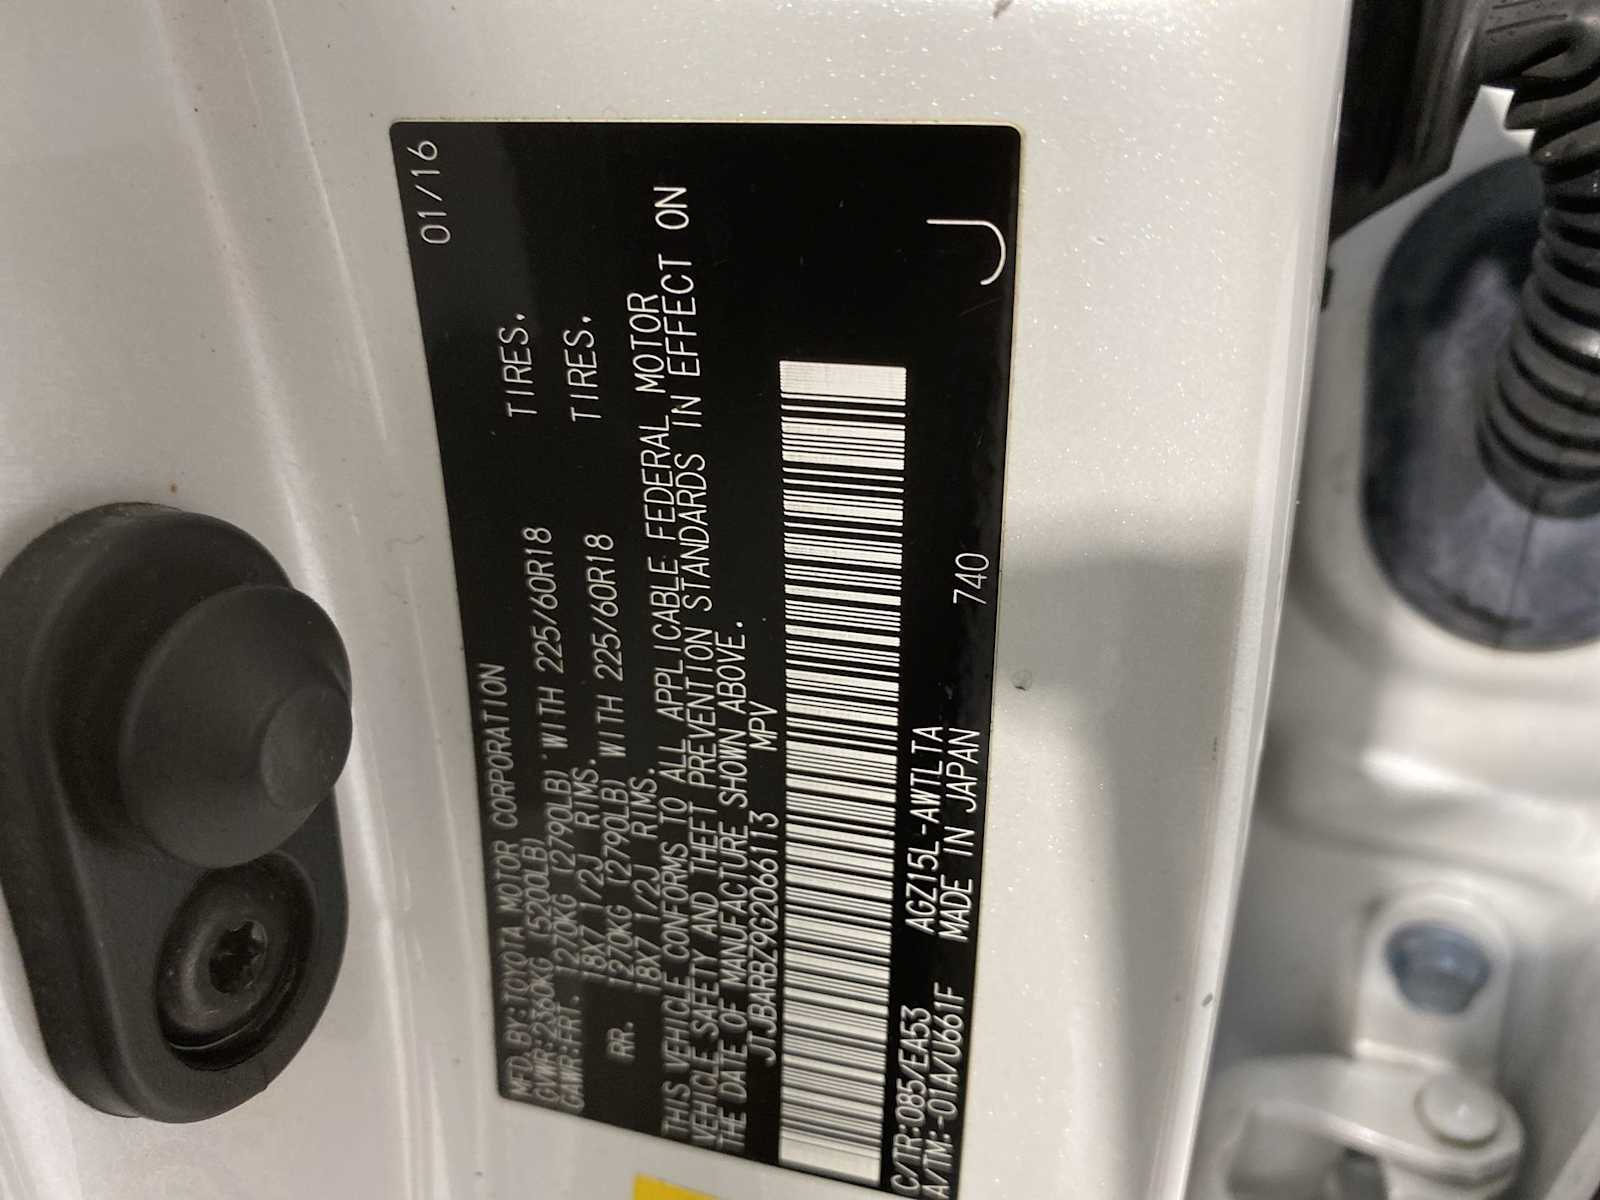 MFD. BY:TOYOTA MOTOR CORPORATION 01/16
GVWR:2360KG (5200LB)
GAWR:FRT. 1270KG (2790LB) WITH 225/60R18 TIRES.
18X7 1/2J RIMS.
RR. 1270KG (2790LB) WITH 225/60R18 TIRES.
18X7 1/2J RIMS.
THIS VEHICLE CONFORMS TO ALL APPLICABLE FEDERAL MOTOR
VEHICLE SAFETY AND THEFT PREVENTION STANDARDS IN EFFECT ON
THE DATE OF MANUFACTURE SHOWN ABOVE.
JTJBARBZ9G2066113 MPV
C/TR:085/EA53 AGZ15L-AWTLTA
A/TM:-01A/U661F MADE IN JAPAN 740
J